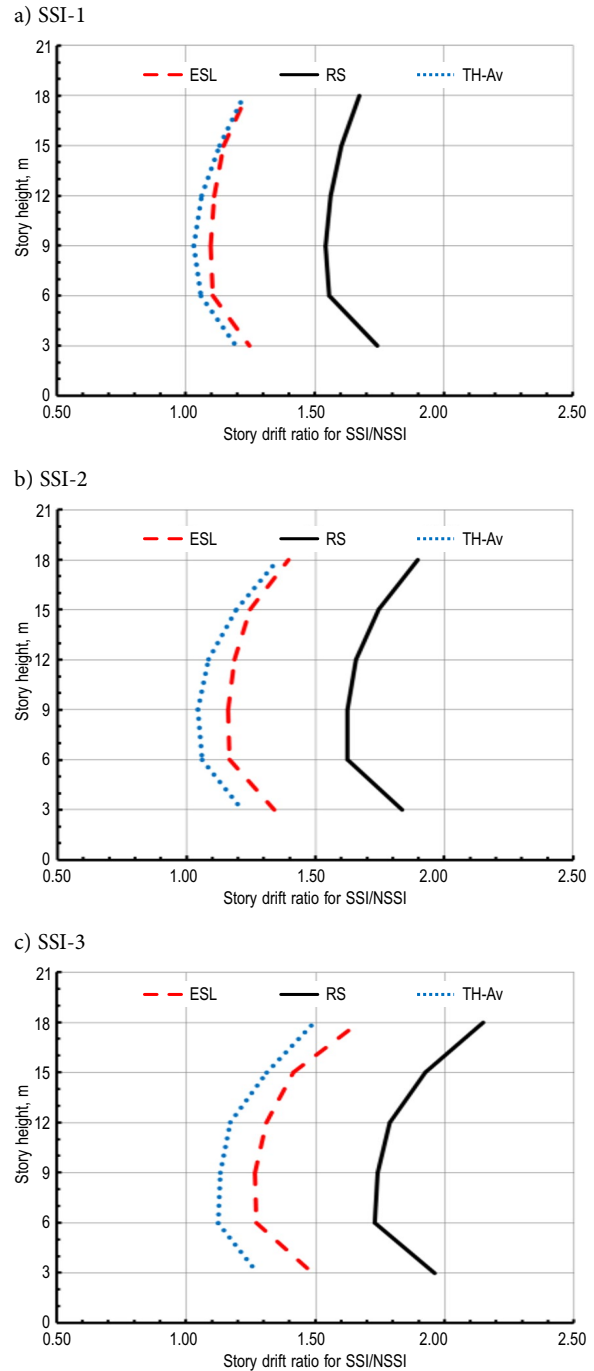 a) SSI-1
21
ESL RS TH-Av
18
15
12
9
6
3
0
Story height, m
0.50 1.00 1.50 2.00 2.50
Story drift ratio for SSI/NSSI
b) SSI-2
21
ESL RS TH-Av
18
15
12
9
6
3
0
Story height, m
0.50 1.00 1.50 2.00 2.50
Story drift ratio for SSI/NSSI
c) SSI-3
21
ESL RS TH-Av
18
15
12
9
6
3
0
Story height, m
0.50 1.00 1.50 2.00 2.50
Story drift ratio for SSI/NSSI